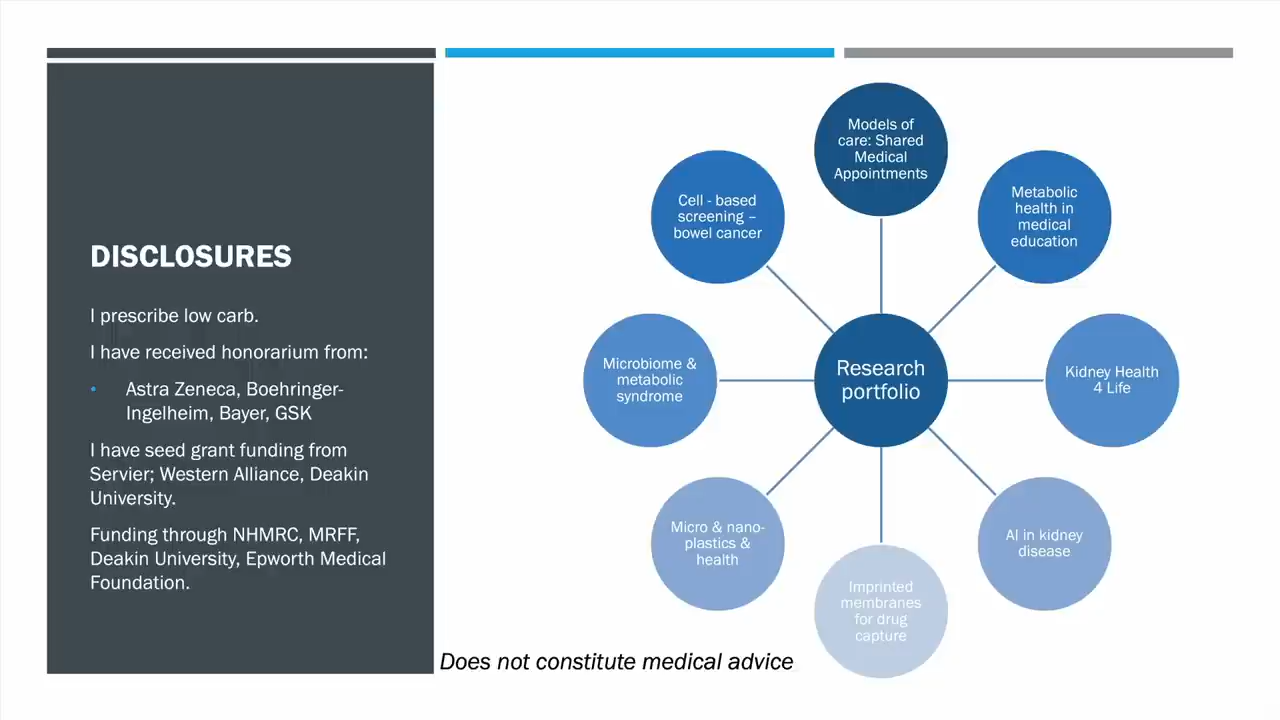 DISCLOSURES
I prescribe low carb.
I have received honorarium from:
• Astra Zeneca, Boehringer-
Ingelheim, Bayer, GSK
I have seed grant funding from
Servier; Western Alliance, Deakin
University.
Funding through NHMRC, MRFF,
Deakin University, Epworth Medical
Foundation.
Research
portfolio
Models of
care: Shared
Medical
Appointments
Metabolic
health in
medical
education
Kidney Health
4 Life
AI in kidney
disease
Imprinted
membranes
for drug
capture
Micro & nano-
plastics &
health
Microbiome &
metabolic
syndrome
Cell - based
screening –
bowel cancer
Does not constitute medical advice